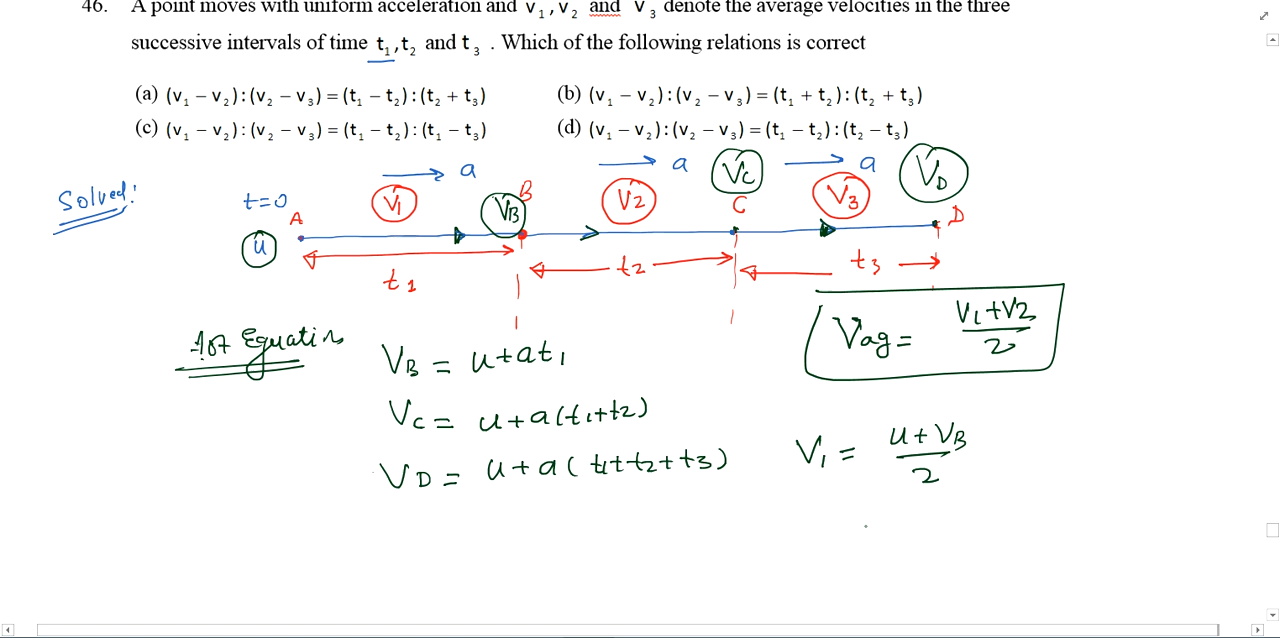 46. A point moves with uniform acceleration and v₁, v₂ and v₃ denote the average velocities in the three
successive intervals of time t₁, t₂ and t₃ . Which of the following relations is correct
(a) (v₁ − v₂):(v₂ − v₃) = (t₁ − t₂):(t₂ + t₃) (b) (v₁ − v₂):(v₂ − v₃) = (t₁ + t₂):(t₂ + t₃)
(c) (v₁ − v₂):(v₂ − v₃) = (t₁ − t₂):(t₁ − t₃) (d) (v₁ − v₂):(v₂ − v₃) = (t₁ − t₂):(t₂ − t₃)
a a a
Solved: t=0 V₁ V2 V3
A VB B VC C VD D
u
t₁ t2 t3
1st Equatin
Vag = (V₁+V2)/2
VB = u+at₁
VC = u+a(t₁+t2)
VD = u+a(t₁+t2+t3)
V₁ = (u+VB)/2